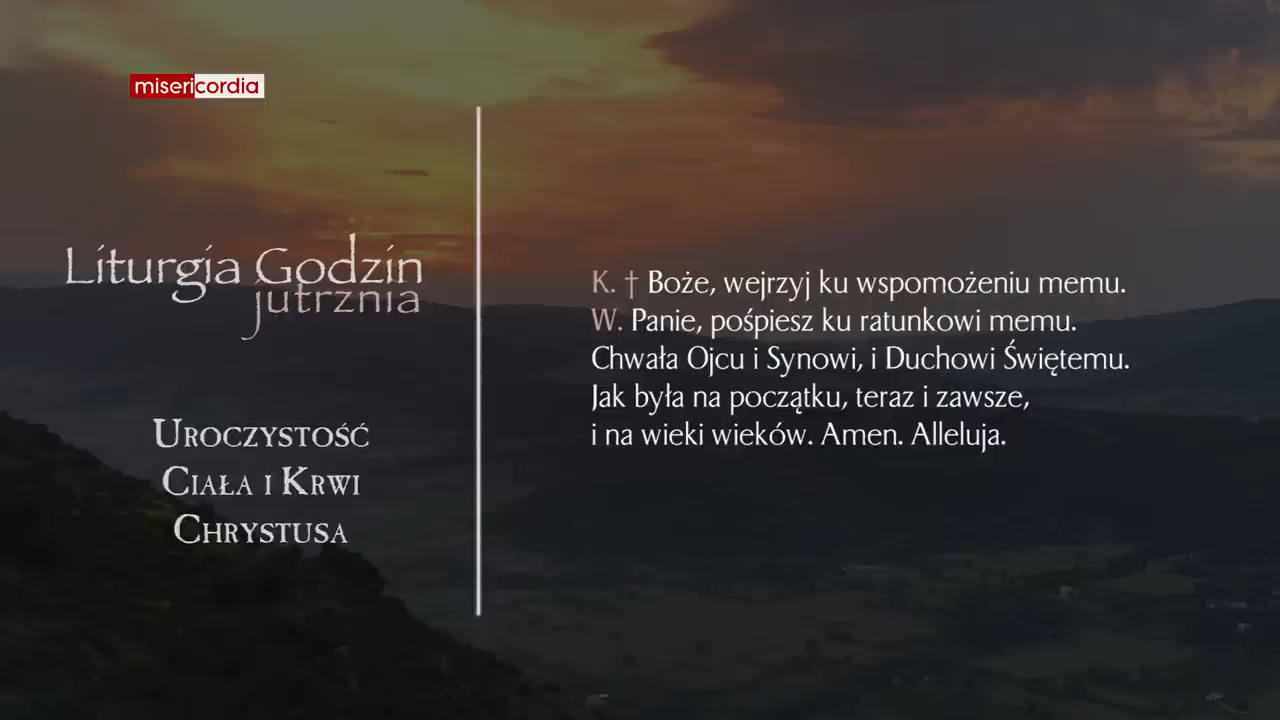 misericordia
Liturgia Godzin
jutrznia
Uroczystość
Ciała i Krwi
Chrystusa
K. † Boże, wejrzyj ku wspomożeniu memu.
W. Panie, pośpiesz ku ratunkowi memu.
Chwała Ojcu i Synowi, i Duchowi Świętemu.
Jak była na początku, teraz i zawsze,
i na wieki wieków. Amen. Alleluja.